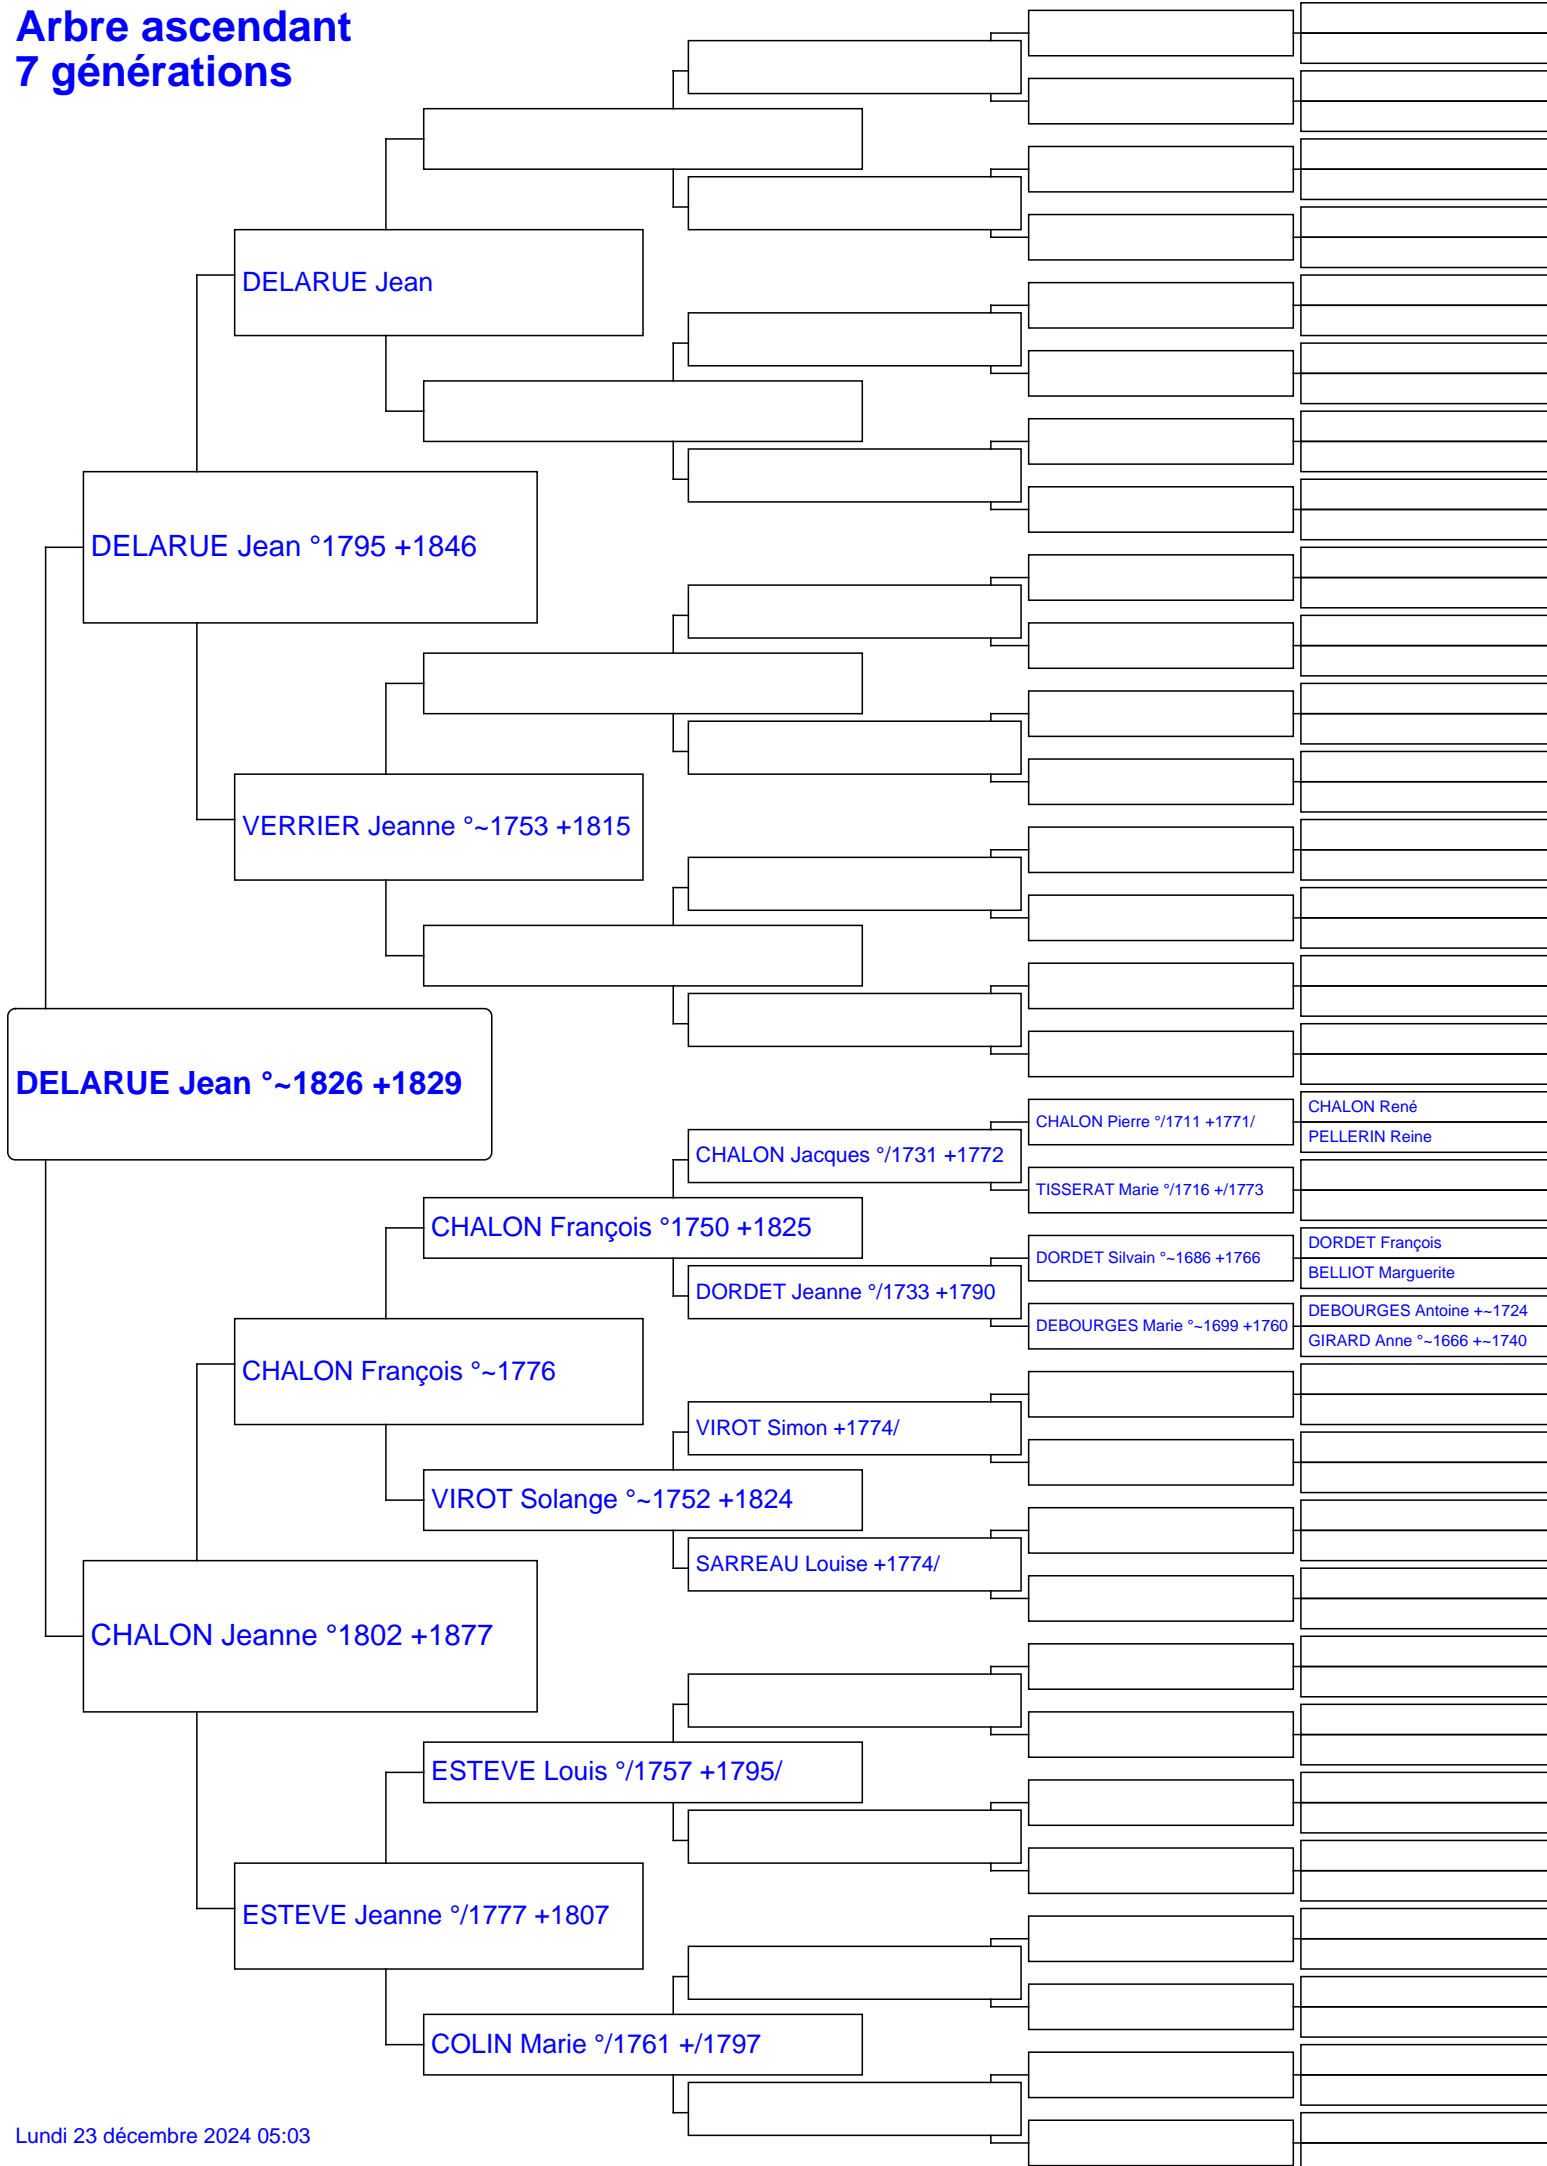 Arbre ascendant
7 générations
DELARUE Jean
DELARUE Jean °1795 +1846
VERRIER Jeanne °~1753 +1815
DELARUE Jean °~1826 +1829
CHALON René
CHALON Pierre °/1711 +1771/
PELLERIN Reine
CHALON Jacques °/1731 +1772
TISSERAT Marie °/1716 +/1773
CHALON François °1750 +1825
DORDET François
DORDET Silvain °~1686 +1766
BELLIOT Marguerite
DORDET Jeanne °/1733 +1790
DEBOURGES Antoine +~1724
DEBOURGES Marie °~1699 +1760
GIRARD Anne °~1666 +~1740
CHALON François °~1776
VIROT Simon +1774/
VIROT Solange °~1752 +1824
SARREAU Louise +1774/
CHALON Jeanne °1802 +1877
ESTEVE Louis °/1757 +1795/
ESTEVE Jeanne °/1777 +1807
COLIN Marie °/1761 +/1797
Lundi 23 décembre 2024 05:03